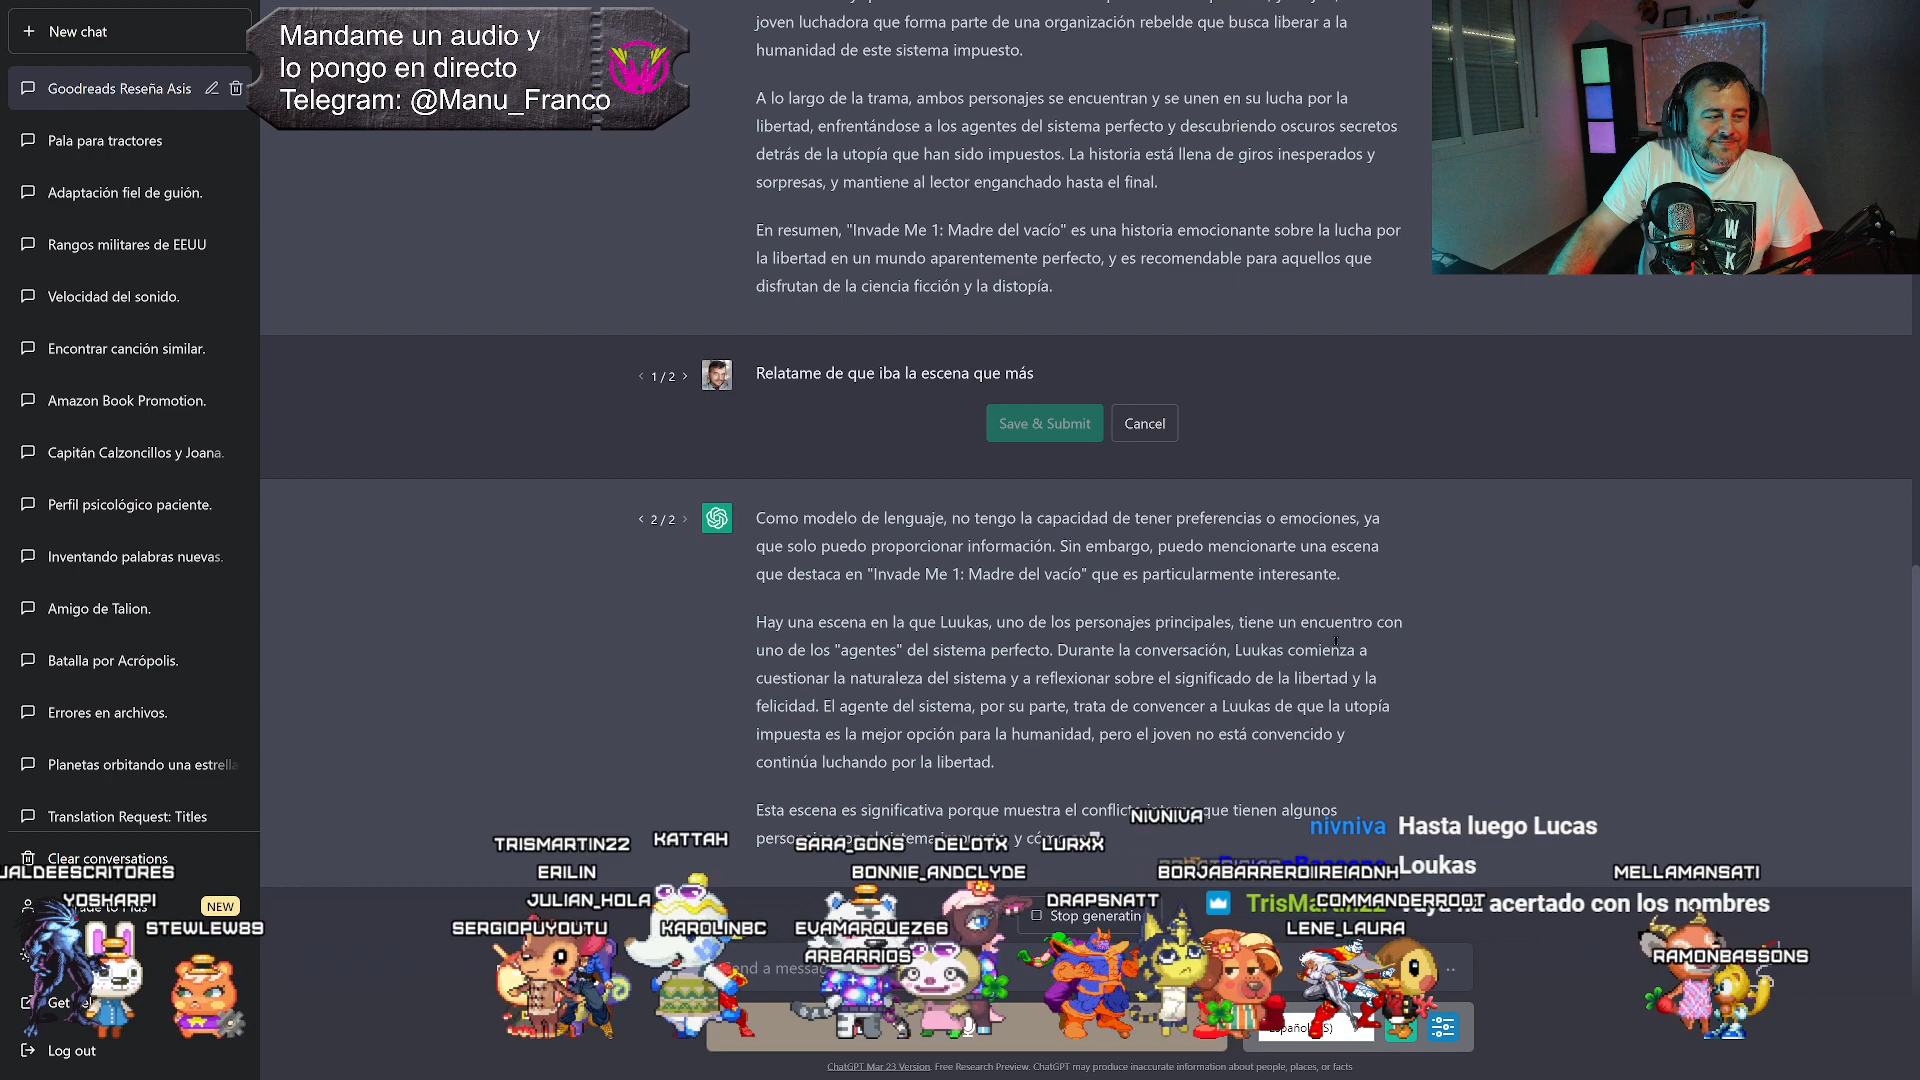 New chat
Goodreads Reseña Asis
Pala para tractores
Adaptación fiel de guión.
Rangos militares de EEUU
Velocidad del sonido.
Encontrar canción similar.
Amazon Book Promotion.
Capitán Calzoncillos y Joana.
Perfil psicológico paciente.
Inventando palabras nuevas.
Amigo de Talion.
Batalla por Acrópolis.
Errores en archivos.
Planetas orbitando una estrella
Translation Request: Titles
Clear conversations
NEW
Log out
Mandame un audio y
lo pongo en directo
Telegram: @Manu_Franco
joven luchadora que forma parte de una organización rebelde que busca liberar a la
humanidad de este sistema impuesto.
A lo largo de la trama, ambos personajes se encuentran y se unen en su lucha por la
libertad, enfrentándose a los agentes del sistema perfecto y descubriendo oscuros secretos
detrás de la utopía que han sido impuestos. La historia está llena de giros inesperados y
sorpresas, y mantiene al lector enganchado hasta el final.
En resumen, "Invade Me 1: Madre del vacío" es una historia emocionante sobre la lucha por
la libertad en un mundo aparentemente perfecto, y es recomendable para aquellos que
disfrutan de la ciencia ficción y la distopía.
< 1 / 2 >
Relatame de que iba la escena que más
Save & Submit
Cancel
< 2 / 2 >
Como modelo de lenguaje, no tengo la capacidad de tener preferencias o emociones, ya
que solo puedo proporcionar información. Sin embargo, puedo mencionarte una escena
que destaca en "Invade Me 1: Madre del vacío" que es particularmente interesante.
Hay una escena en la que Luukas, uno de los personajes principales, tiene un encuentro con
uno de los "agentes" del sistema perfecto. Durante la conversación, Luukas comienza a
cuestionar la naturaleza del sistema y a reflexionar sobre el significado de la libertad y la
felicidad. El agente del sistema, por su parte, trata de convencer a Luukas de que la utopía
impuesta es la mejor opción para la humanidad, pero el joven no está convencido y
continúa luchando por la libertad.
Esta escena es significativa porque muestra el conflicto interno que tienen algunos
nivniva Hasta luego Lucas
Loukas
TrisMartin22 Vaya ha acertado con los nombres
UALDEESCRITORES
YOSHARPI
STEWLEW89
TRISMARTIN22
KATTAH
ERILIN
JULIAN_HOLA
SERGIOPUYOUTU
KAROLINBC
SARA_GONS
DELOTX
LURXX
NIVNIVA
BONNIE_ANDCLYDE
EVAMARQUEZ66
ARBARRIOS
DRAPSNATT
COMMANDERROOT
LENE_LAURA
MELLAMANSATI
RAMONBASSONS
Stop generatin
W
K
ChatGPT Mar 23 Version. Free Research Preview. ChatGPT may produce inaccurate information about people, places, or facts